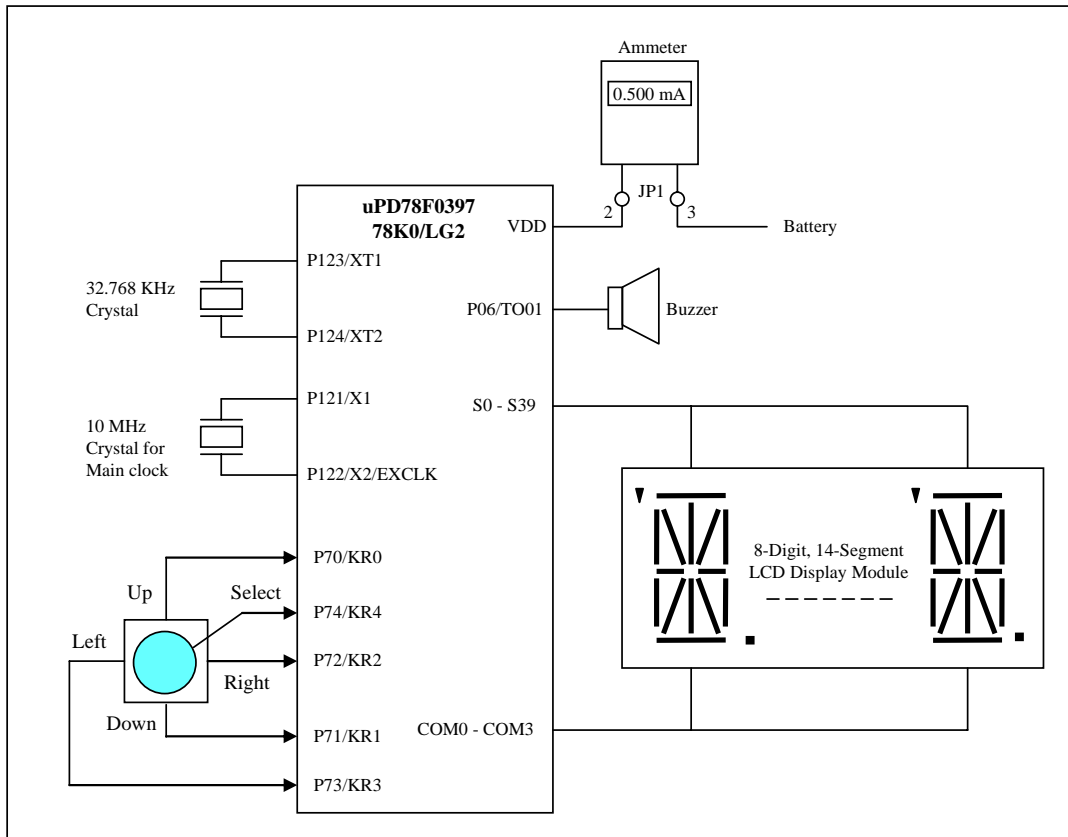 Ammeter
0.500 mA
JP1
2
3
uPD78F0397
78K0/LG2
VDD
Battery
P123/XT1
32.768 KHz
Crystal
P06/TO01
Buzzer
P124/XT2
P121/X1
S0 - S39
10 MHz
Crystal for
Main clock
P122/X2/EXCLK
8-Digit, 14-Segment
LCD Display Module
P70/KR0
Up
Select
P74/KR4
Left
P72/KR2
Right
Down
P71/KR1
COM0 - COM3
P73/KR3